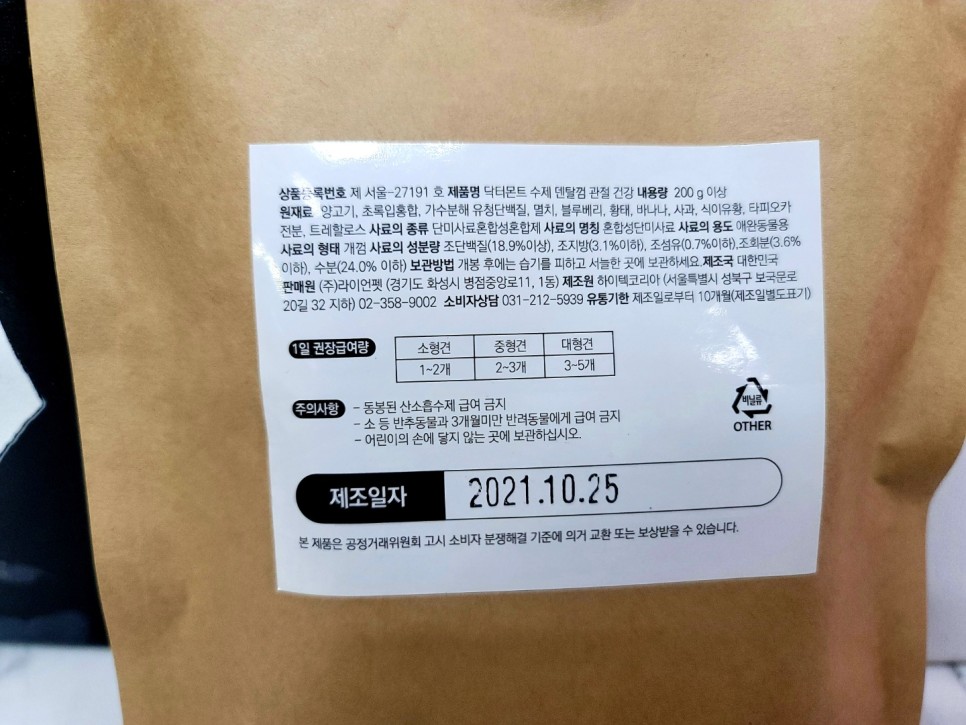 상품등록번호 제 서울-27191 호 제품명 닥터몬트 수제 덴탈껌 관절 건강 내용량 200 g 이상
원재료 양고기, 초록입홍합, 가수분해 유청단백질, 멸치, 블루베리, 황태, 바나나, 사과, 식이유황, 타피오카
전분, 트레할로스 사료의 종류 단미사료혼합성혼합제 사료의 명칭 혼합성단미사료 사료의 용도 애완동물용
사료의 형태 개껌 사료의 성분량 조단백질(18.9%이상), 조지방(3.1%이하), 조섬유(0.7%이하),조회분(3.6%
이하), 수분(24.0% 이하) 보관방법 개봉 후에는 습기를 피하고 서늘한 곳에 보관하세요 제조국 대한민국
판매원 (주)라이언펫 (경기도 화성시 병점중앙로11, 1동) 제조원 하이텍코리아 (서울특별시 성북구 보국문로
20길 32 지하) 02-358-9002 소비자상담 031-212-5939 유통기한 제조일로부터 10개월(제조일별도표기)
1일 권장급여량
소형견 중형견 대형견
1~2개 2~3개 3~5개
주의사항 - 동봉된 산소흡수제 급여 금지
- 소 등 반추동물과 3개월미만 반려동물에게 급여 금지
- 어린이의 손에 닿지 않는 곳에 보관하십시오.
비닐류
OTHER
제조일자 2021.10.25
본 제품은 공정거래위원회 고시 소비자 분쟁해결 기준에 의거 교환 또는 보상받을 수 있습니다.